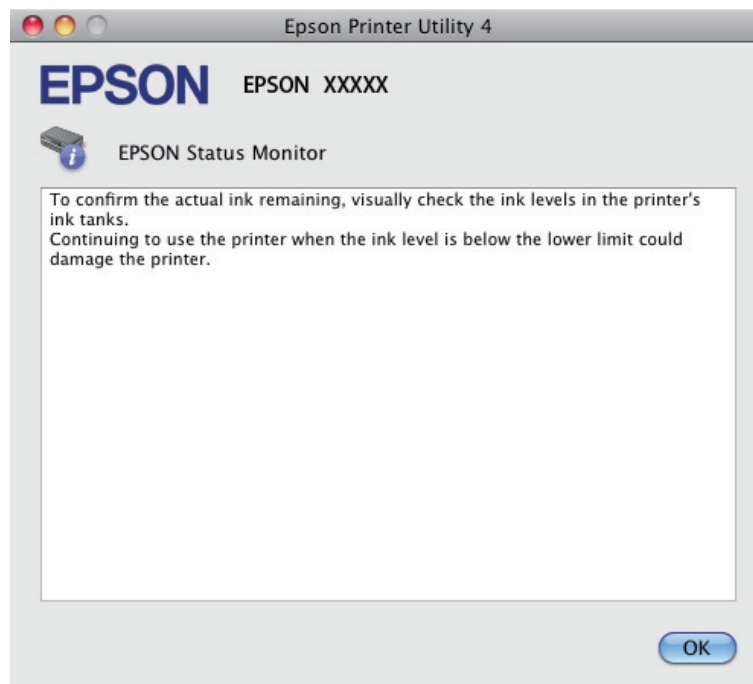 Epson Printer Utility 4
EPSON EPSON XXXXX
EPSON Status Monitor
To confirm the actual ink remaining, visually check the ink levels in the printer's
ink tanks.
Continuing to use the printer when the ink level is below the lower limit could
damage the printer.
OK